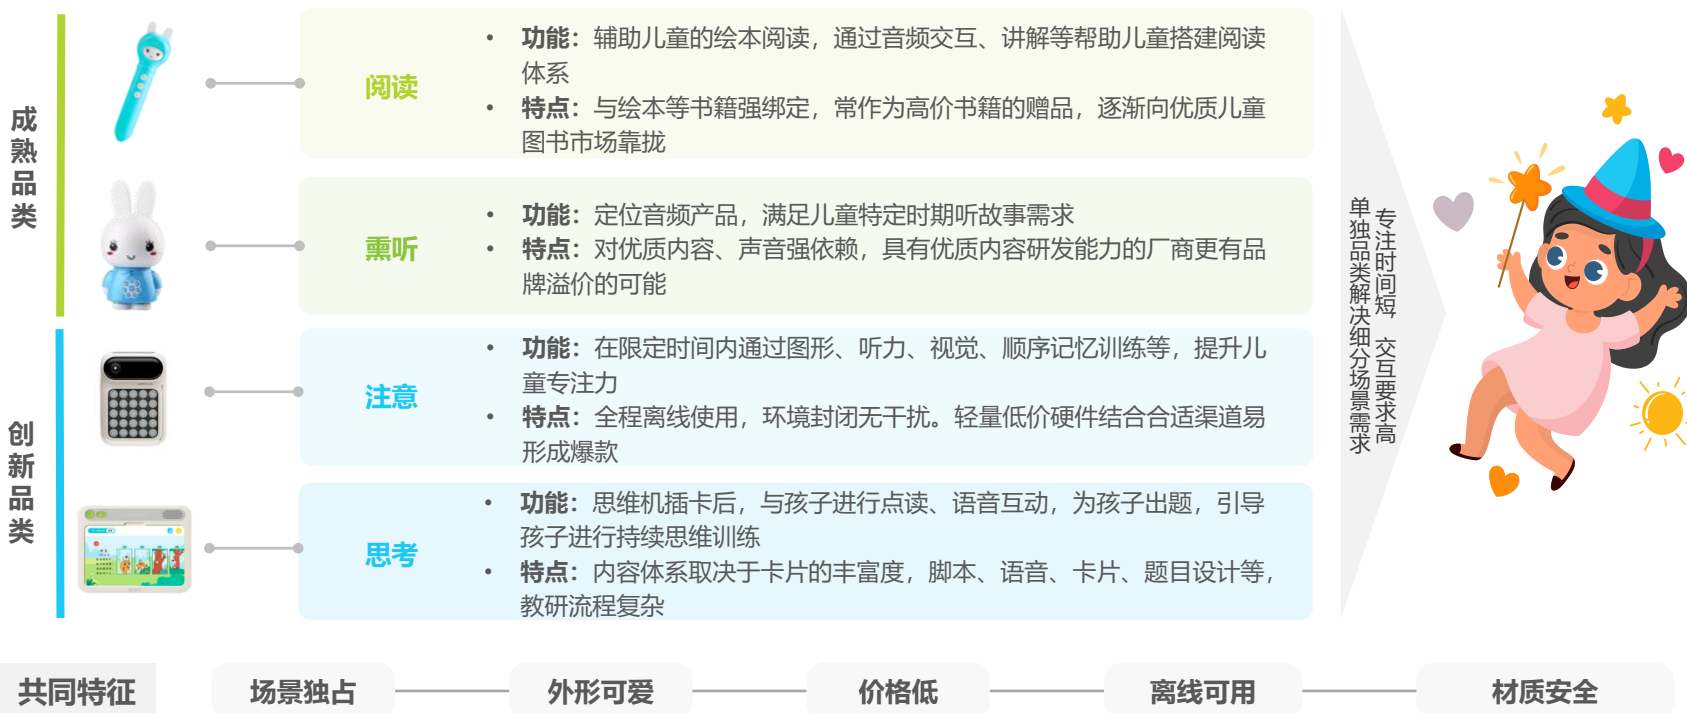 成熟品类
阅读
• 功能：辅助儿童的绘本阅读，通过音频交互、讲解等帮助儿童搭建阅读
体系
• 特点：与绘本等书籍强绑定，常作为高价书籍的赠品，逐渐向优质儿童
图书市场靠拢
熏听
• 功能：定位音频产品，满足儿童特定时期听故事需求
• 特点：对优质内容、声音强依赖，具有优质内容研发能力的厂商更有品
牌溢价的可能
创新品类
注意
• 功能：在限定时间内通过图形、听力、视觉、顺序记忆训练等，提升儿
童专注力
• 特点：全程离线使用，环境封闭无干扰。轻量低价硬件结合合适渠道易
形成爆款
思考
• 功能：思维机插卡后，与孩子进行点读、语音互动，为孩子出题，引导
孩子进行持续思维训练
• 特点：内容体系取决于卡片的丰富度，脚本、语音、卡片、题目设计等，
教研流程复杂
专注时间短，交互要求高
单独品类解决细分场景需求
共同特征
场景独占
外形可爱
价格低
离线可用
材质安全